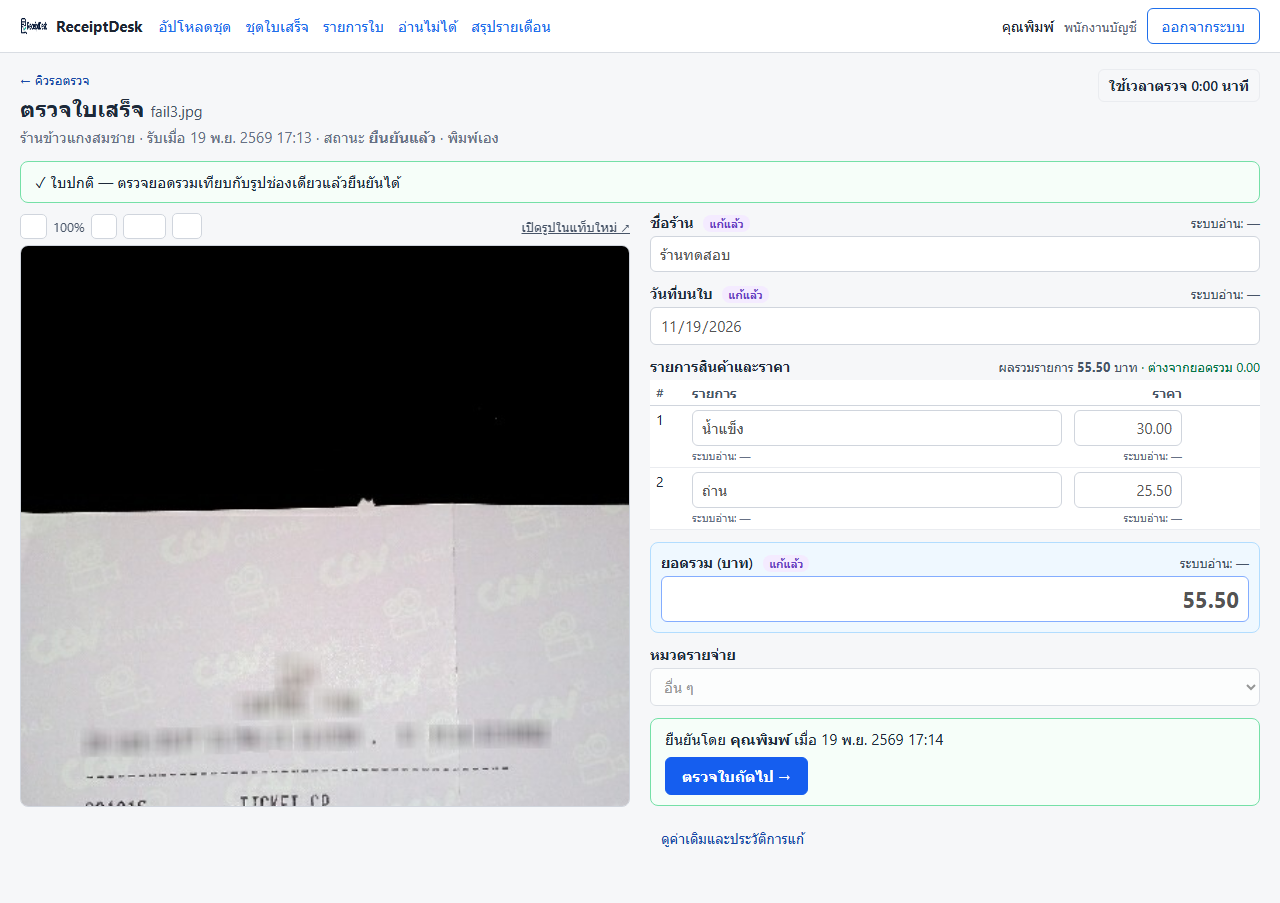 ReceiptDesk อัปโหลดชุด ชุดใบเสร็จ รายการใบ อ่านไม่ได้ สรุปรายเดือน คุณพิมพ์ พนักงานบัญชี ออกจากระบบ
← คิวรอตรวจ
ใช้เวลาตรวจ 0:00 นาที
ตรวจใบเสร็จ fail3.jpg
ร้านข้าวแกงสมชาย · รับเมื่อ 19 พ.ย. 2569 17:13 · สถานะ ยืนยันแล้ว · พิมพ์เอง
✓ ใบปกติ — ตรวจยอดรวมเทียบกับรูปช่องเดียวแล้วยืนยันได้
100% เปิดรูปในแท็บใหม่ ↗
CGV CINEMAS
TICKET CP
ชื่อร้าน แก้แล้ว ระบบอ่าน: —
ร้านทดสอบ
วันที่บนใบ แก้แล้ว ระบบอ่าน: —
11/19/2026
รายการสินค้าและราคา ผลรวมรายการ 55.50 บาท · ต่างจากยอดรวม 0.00
# รายการ ราคา
1 น้ำแข็ง 30.00
ระบบอ่าน: — ระบบอ่าน: —
2 ถ่าน 25.50
ระบบอ่าน: — ระบบอ่าน: —
ยอดรวม (บาท) แก้แล้ว ระบบอ่าน: —
55.50
หมวดรายจ่าย
อื่น ๆ
ยืนยันโดย คุณพิมพ์ เมื่อ 19 พ.ย. 2569 17:14
ตรวจใบถัดไป →
ดูค่าเดิมและประวัติการแก้